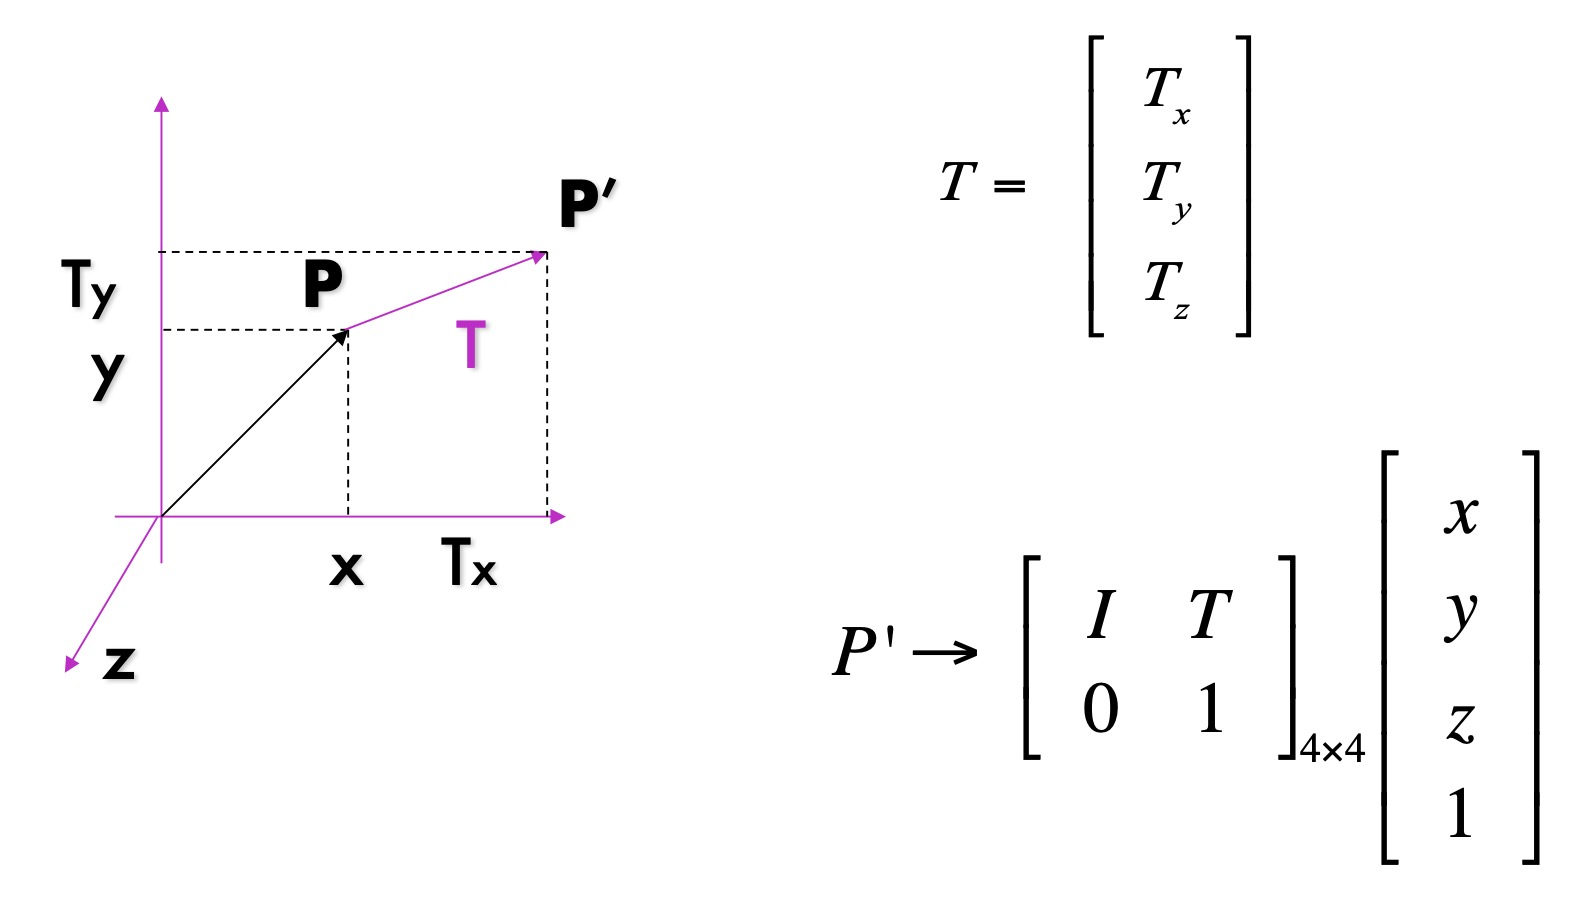 P′
P
Ty
T
y
x
Tx
z
T =
[ Tx
Ty
Tz ]
P' →
[ I T
0 1 ]4×4
[ x
y
z
1 ]